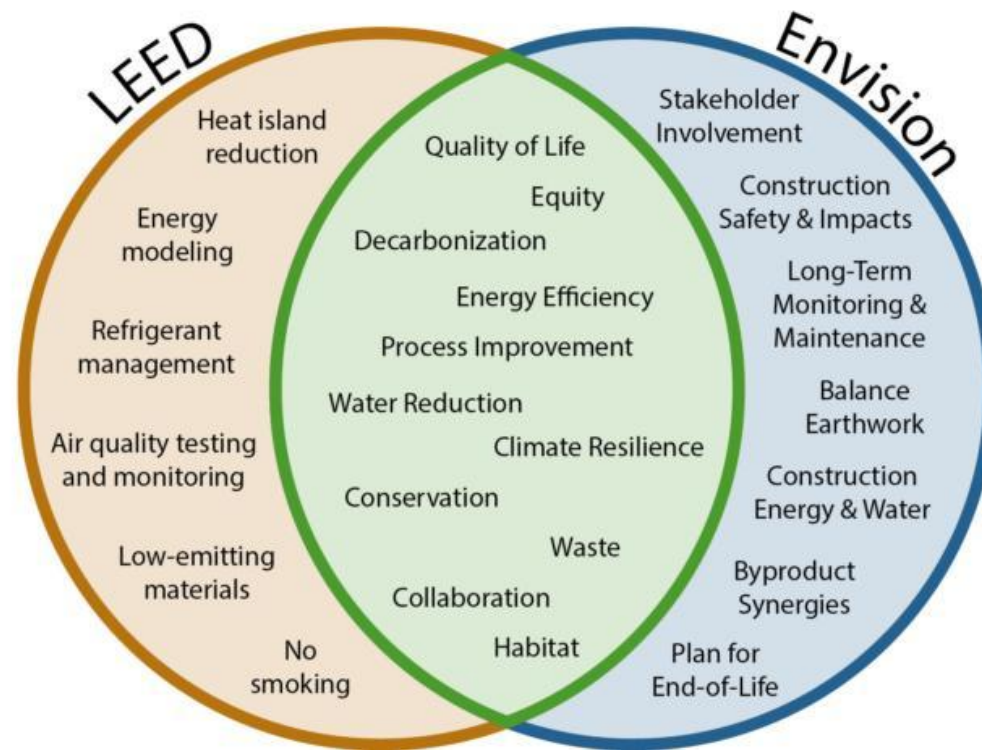 LEED
Heat island
reduction
Energy
modeling
Refrigerant
management
Air quality testing
and monitoring
Low-emitting
materials
No
smoking
Quality of Life
Equity
Decarbonization
Energy Efficiency
Process Improvement
Water Reduction
Climate Resilience
Conservation
Waste
Collaboration
Habitat
Envision
Stakeholder
Involvement
Construction
Safety & Impacts
Long-Term
Monitoring &
Maintenance
Balance
Earthwork
Construction
Energy & Water
Byproduct
Synergies
Plan for
End-of-Life